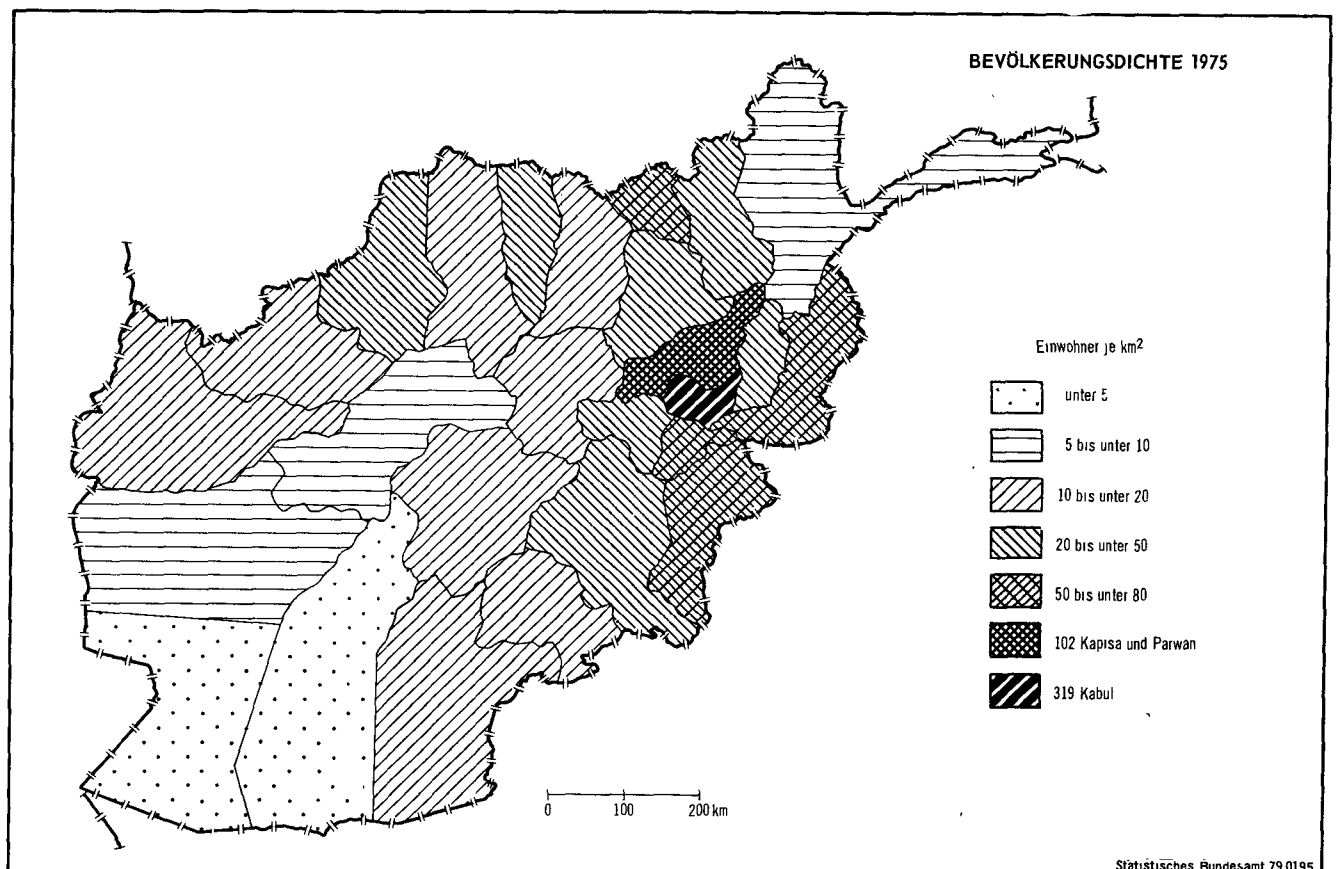 BEVÖLKERUNGSDICHTE 1975
Einwohner je km²
unter 5
5 bis unter 10
10 bis unter 20
20 bis unter 50
50 bis unter 80
102 Kapisa und Parwan
319 Kabul
0 100 200 km
Statistisches Bundesamt 79 0195